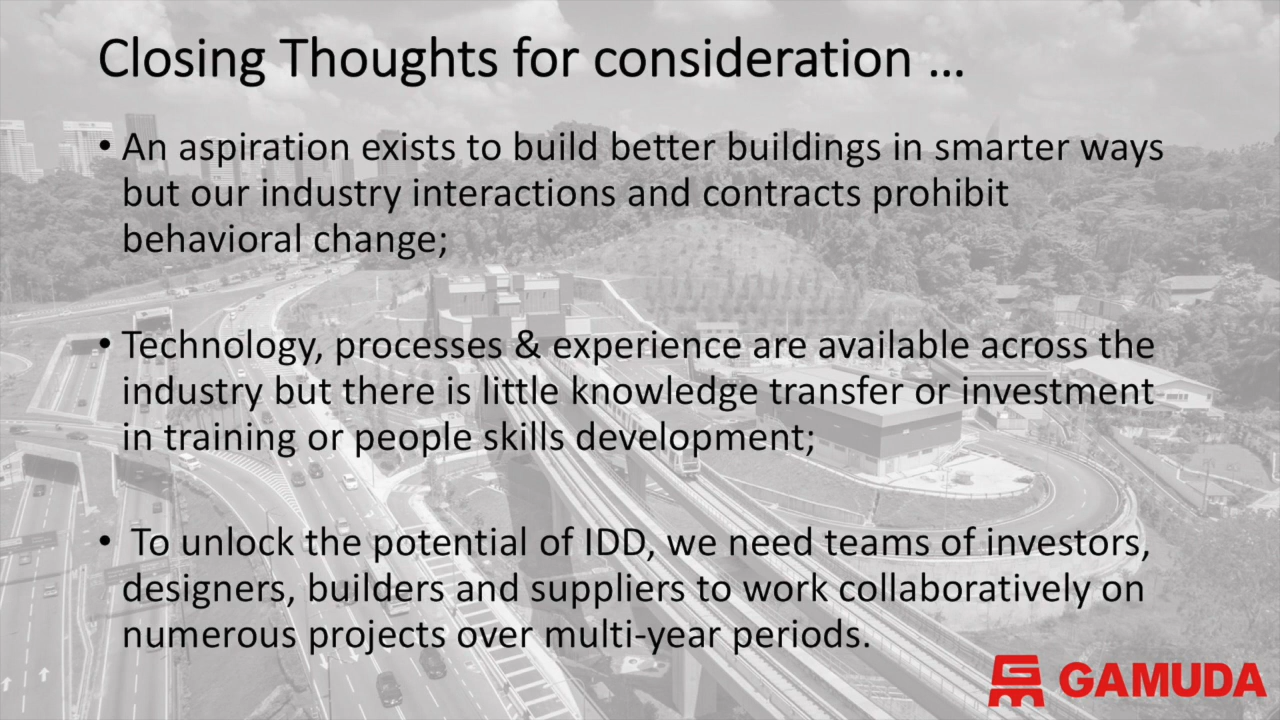 Closing Thoughts for consideration ...
• An aspiration exists to build better buildings in smarter ways
but our industry interactions and contracts prohibit
behavioral change;
• Technology, processes & experience are available across the
industry but there is little knowledge transfer or investment
in training or people skills development;
• To unlock the potential of IDD, we need teams of investors,
designers, builders and suppliers to work collaboratively on
numerous projects over multi-year periods.
GAMUDA